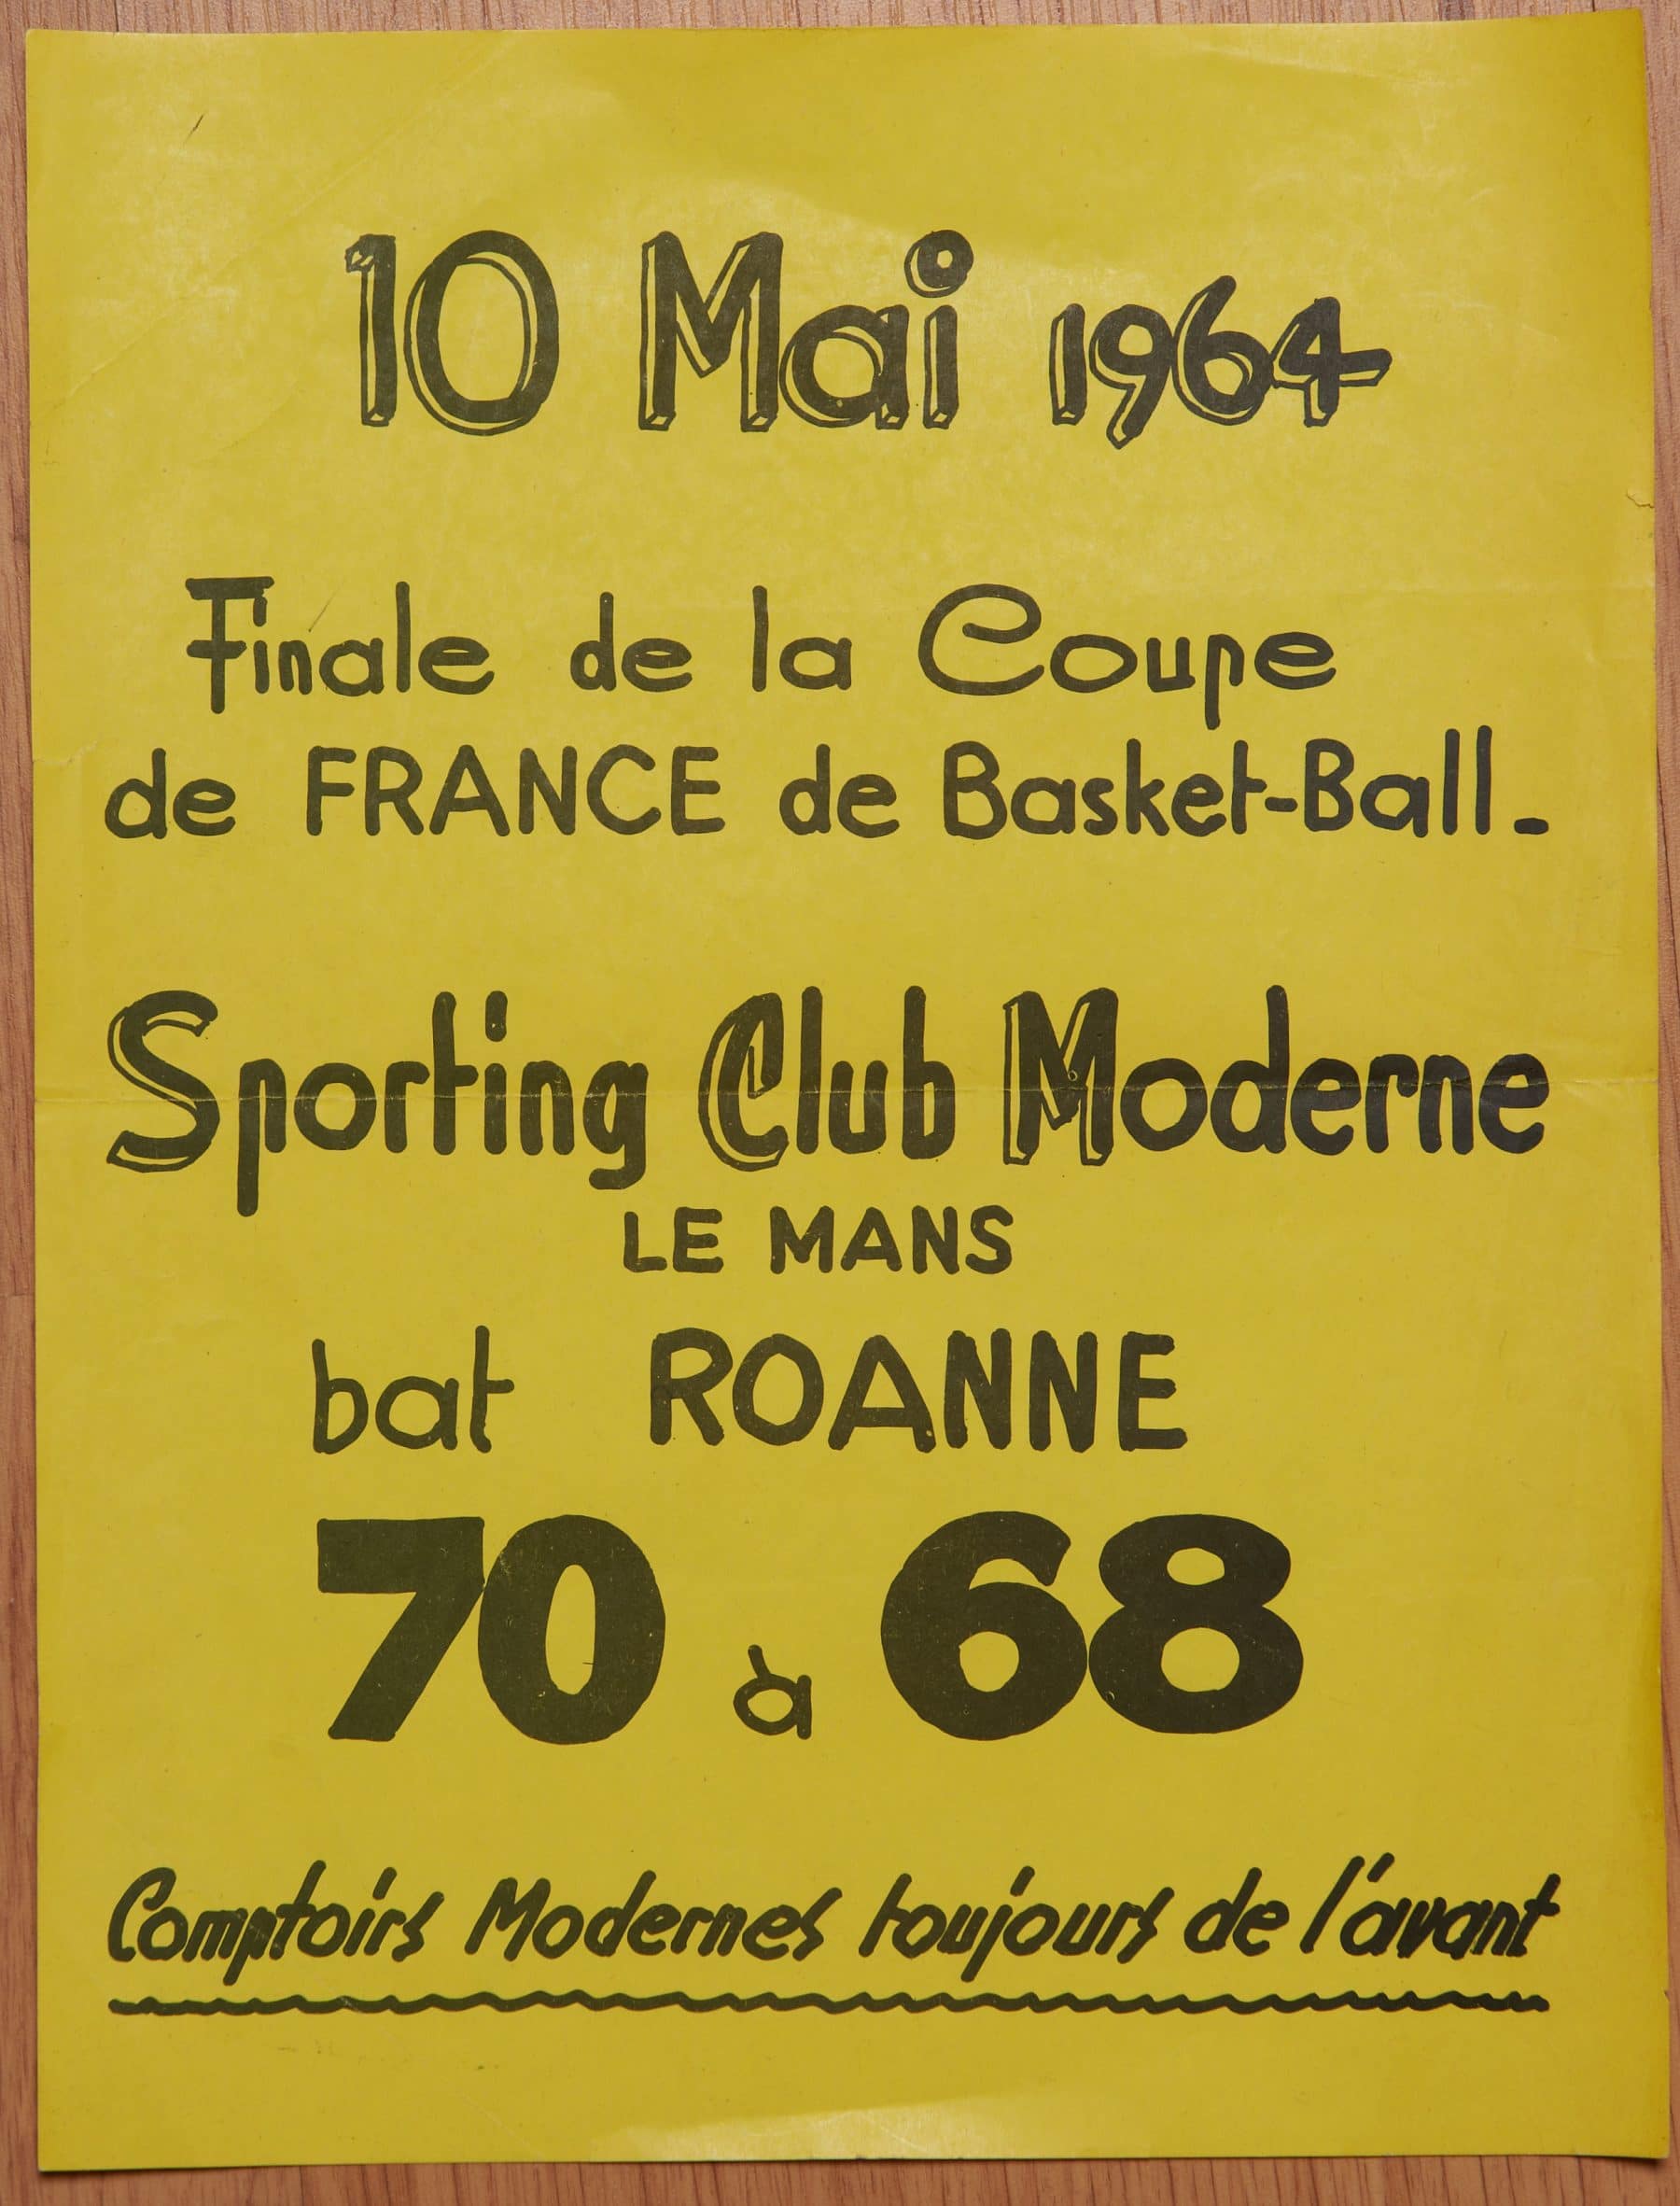 10 Mai 1964
Finale de la Coupe
de FRANCE de Basket-Ball.
Sporting Club Moderne
LE MANS
bat ROANNE
70 à 68
Comptoirs Modernes toujours de l'avant